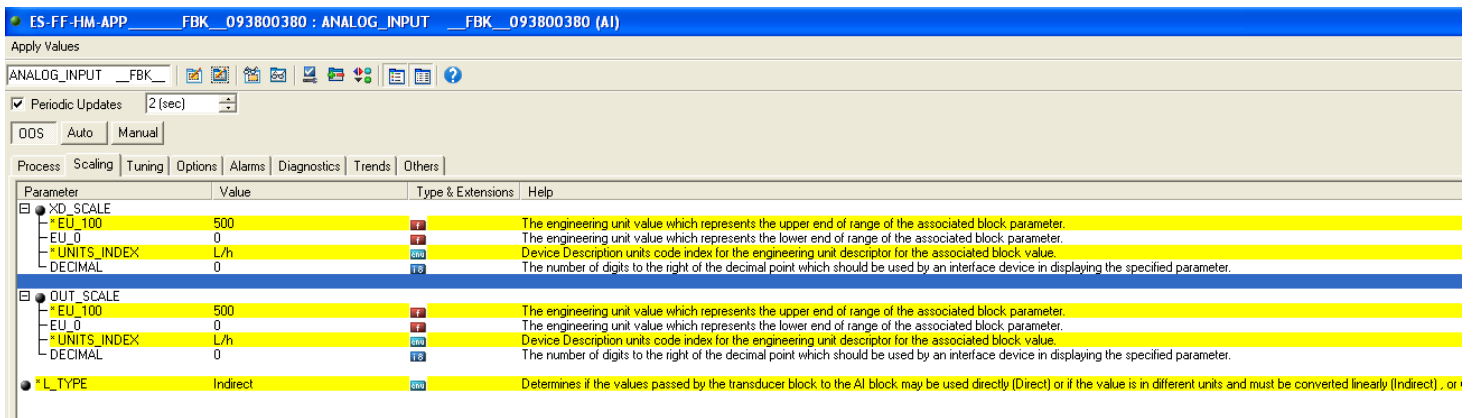 ES-FF-HM-APP______FBK__093800380 : ANALOG_INPUT __FBK__093800380 (AI)
Apply Values
ANALOG_INPUT __FBK__
Periodic Updates 2 (sec)
OOS Auto Manual
Process Scaling Tuning Options Alarms Diagnostics Trends Others
Parameter Value Type & Extensions Help
XD_SCALE
* EU_100 500 f The engineering unit value which represents the upper end of range of the associated block parameter.
EU_0 0 f The engineering unit value which represents the lower end of range of the associated block parameter.
* UNITS_INDEX L/h enu Device Description units code index for the engineering unit descriptor for the associated block value.
DECIMAL 0 I8 The number of digits to the right of the decimal point which should be used by an interface device in displaying the specified parameter.
OUT_SCALE
* EU_100 500 f The engineering unit value which represents the upper end of range of the associated block parameter.
EU_0 0 f The engineering unit value which represents the lower end of range of the associated block parameter.
* UNITS_INDEX L/h enu Device Description units code index for the engineering unit descriptor for the associated block value.
DECIMAL 0 I8 The number of digits to the right of the decimal point which should be used by an interface device in displaying the specified parameter.
* L_TYPE Indirect enu Determines if the values passed by the transducer block to the AI block may be used directly (Direct) or if the value is in different units and must be converted linearly (Indirect) , or